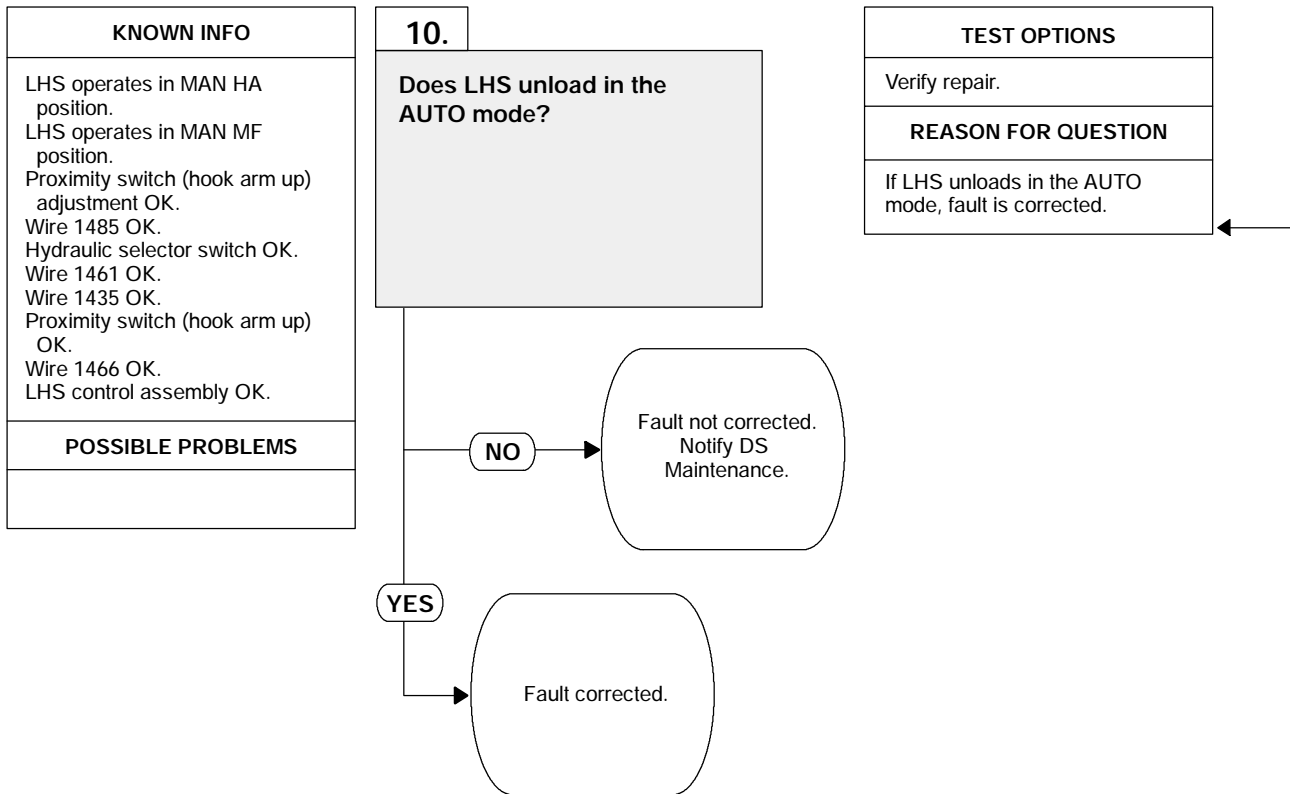 KNOWN INFO
LHS operates in MAN HA
position.
LHS operates in MAN MF
position.
Proximity switch (hook arm up)
adjustment OK.
Wire 1485 OK.
Hydraulic selector switch OK.
Wire 1461 OK.
Wire 1435 OK.
Proximity switch (hook arm up)
OK.
Wire 1466 OK.
LHS control assembly OK.
POSSIBLE PROBLEMS
10.
Does LHS unload in the
AUTO mode?
TEST OPTIONS
Verify repair.
REASON FOR QUESTION
If LHS unloads in the AUTO
mode, fault is corrected.
NO
Fault not corrected.
Notify DS
Maintenance.
YES
Fault corrected.